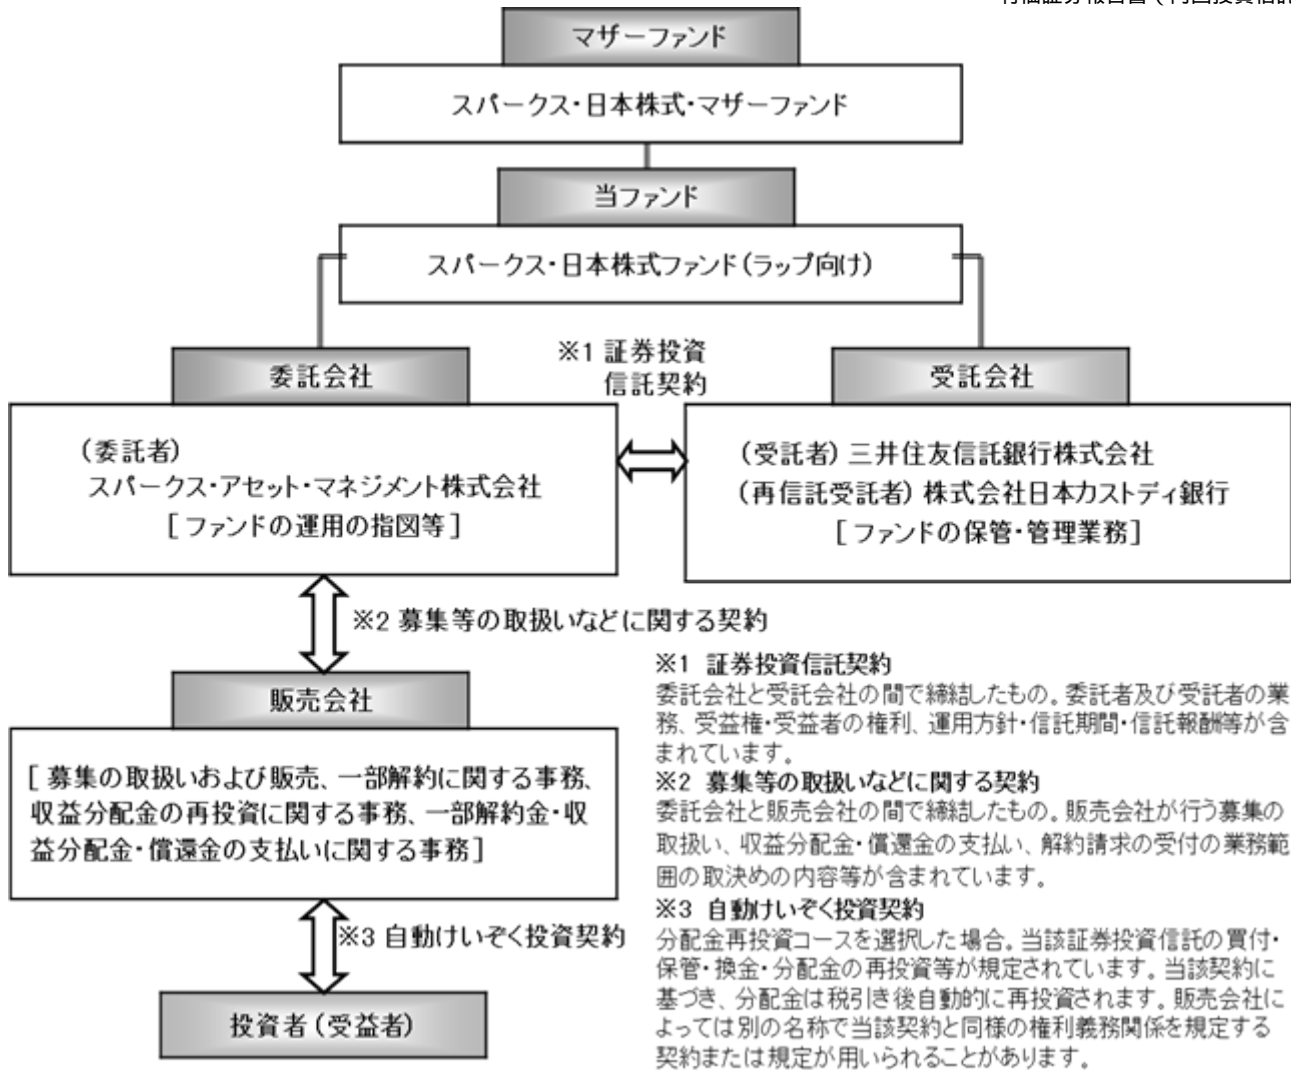 マザーファンド
スパークス・日本株式・マザーファンド
当ファンド
スパークス・日本株式ファンド(ラップ向け)
委託会社
(委託者)
スパークス・アセット・マネジメント株式会社
[ファンドの運用の指図等]
※1 証券投資
信託契約
受託会社
(受託者) 三井住友信託銀行株式会社
(再信託受託者) 株式会社日本カストディ銀行
[ファンドの保管・管理業務]
※2 募集等の取扱いなどに関する契約
販売会社
[募集の取扱いおよび販売、一部解約に関する事務、
収益分配金の再投資に関する事務、一部解約金・収
益分配金・償還金の支払いに関する事務]
※3 自動けいぞく投資契約
投資者(受益者)
※1 証券投資信託契約
委託会社と受託会社の間で締結したもの。委託者及び受託者の業
務、受益権・受益者の権利、運用方針・信託期間・信託報酬等が含
まれています。
※2 募集等の取扱いなどに関する契約
委託会社と販売会社の間で締結したもの。販売会社が行う募集の
取扱い、収益分配金・償還金の支払い、解約請求の受付の業務範
囲の取決めの内容等が含まれています。
※3 自動けいぞく投資契約
分配金再投資コースを選択した場合。当該証券投資信託の買付・
保管・換金・分配金の再投資等が規定されています。当該契約に
基づき、分配金は税引き後自動的に再投資されます。販売会社に
よっては別の名称で当該契約と同様の権利義務関係を規定する
契約または規定が用いられることがあります。